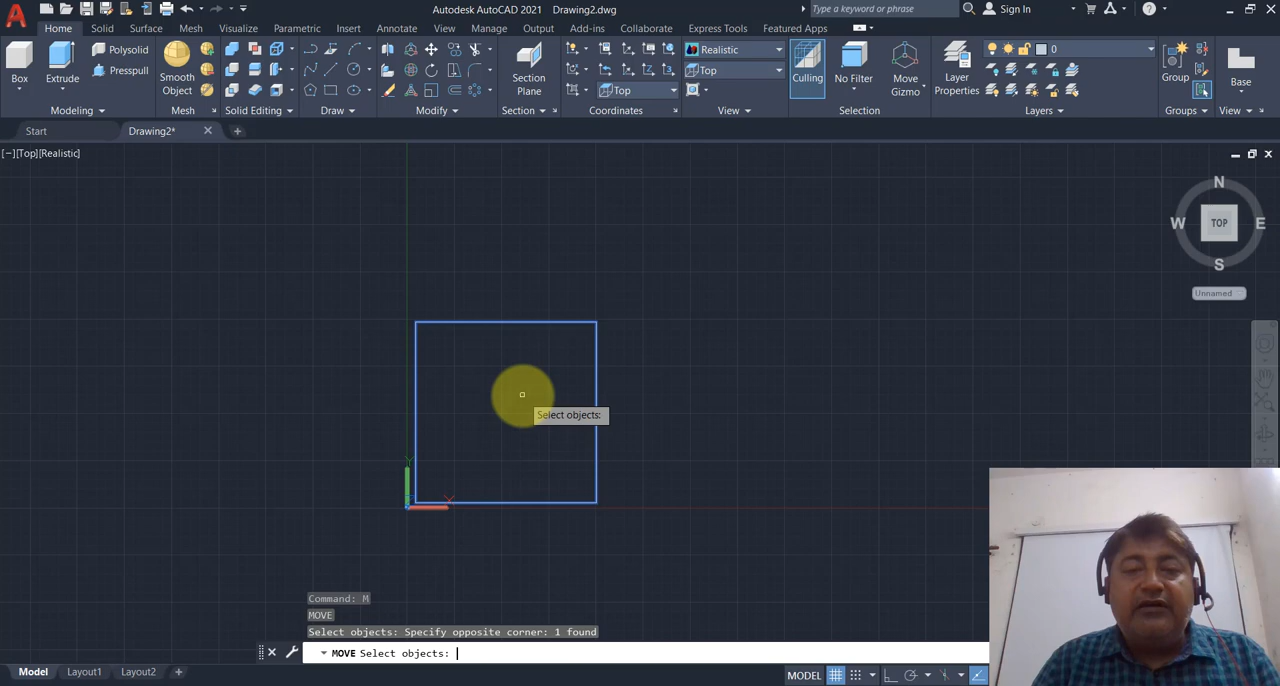 Autodesk AutoCAD 2021 Drawing2.dwg
Type a keyword or phrase
Sign In
Home Solid Surface Mesh Visualize Parametric Insert Annotate View Manage Output Add-ins Collaborate Express Tools Featured Apps
Box
Extrude
Polysolid
Presspull
Smooth
Object
Section
Plane
Top
Realistic
Top
Culling
No Filter
Move
Gizmo
Layer
Properties
0
Group
Base
Modeling Mesh Solid Editing Draw Modify Section Coordinates View Selection Layers Groups View
Start Drawing2*
[−][Top][Realistic]
N
W TOP E
S
Unnamed
Select objects:
Y
X
Command: M
MOVE
Select objects: Specify opposite corner: 1 found
MOVE Select objects:
Model Layout1 Layout2
MODEL